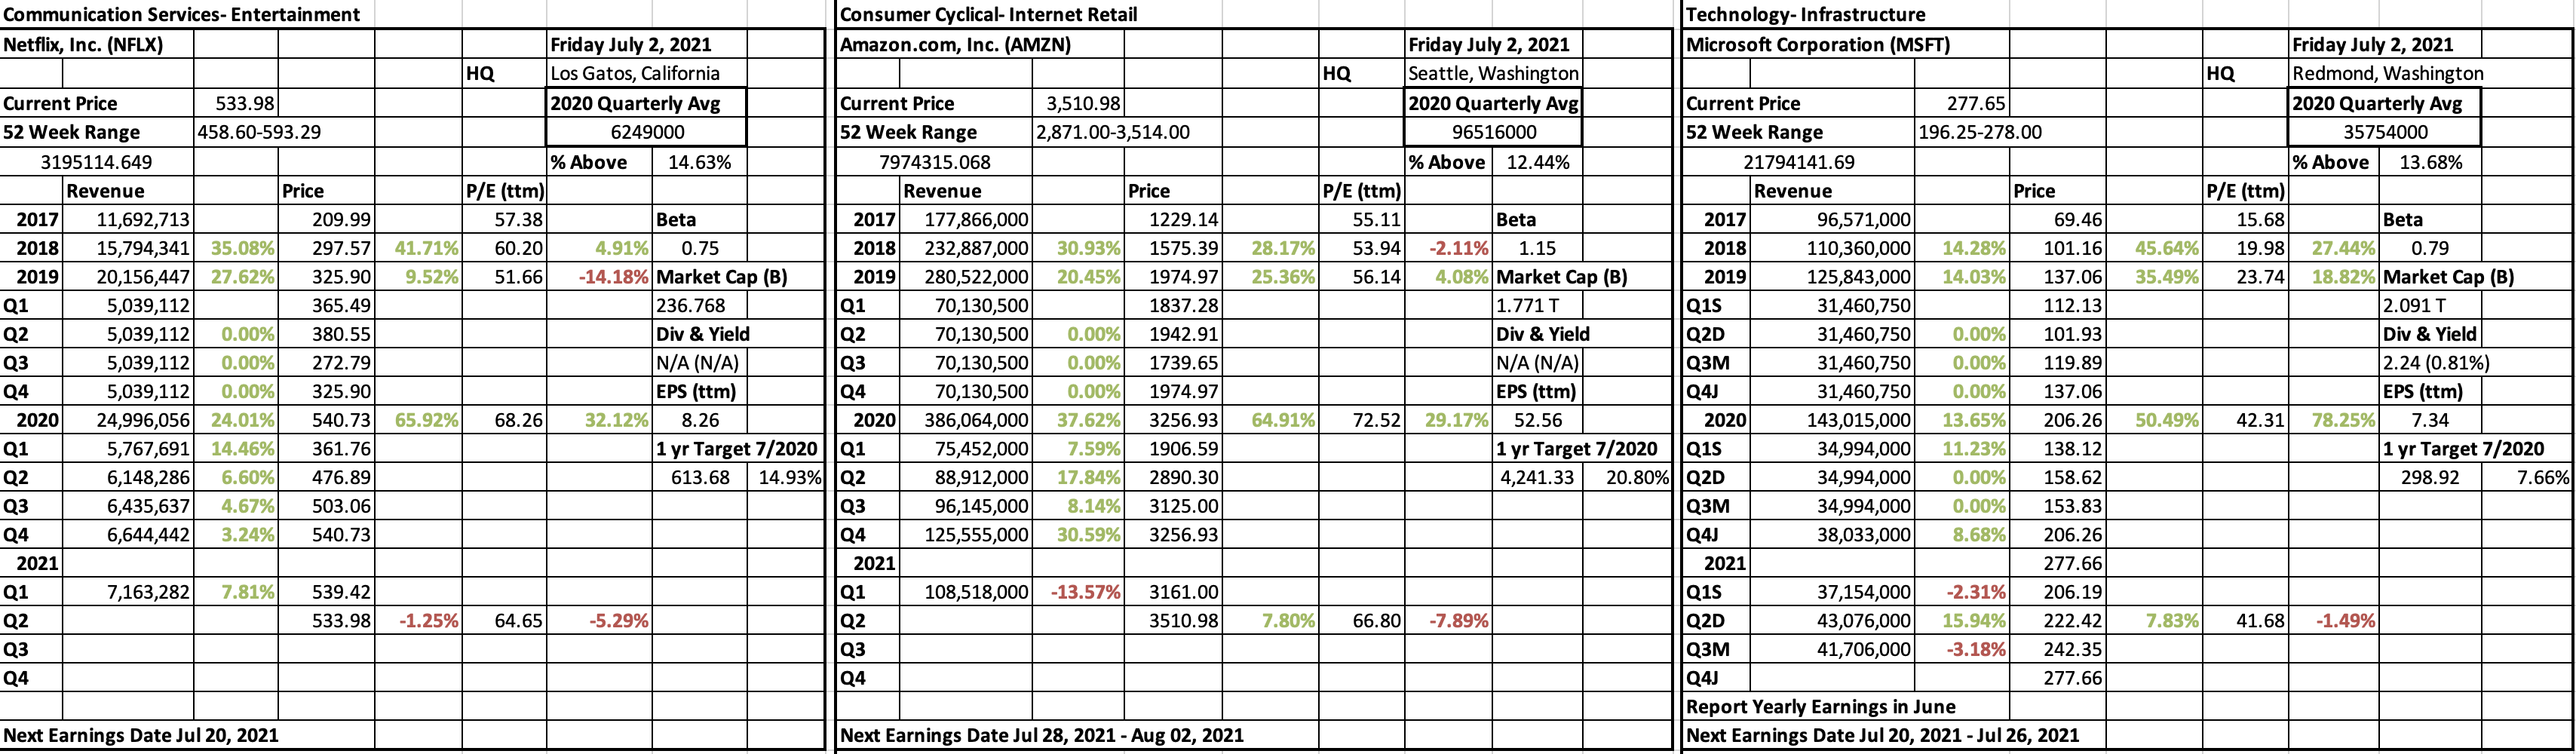 Communication Services- Entertainment
Netflix, Inc. (NFLX) Friday July 2, 2021
HQ Los Gatos, California
Current Price 533.98 2020 Quarterly Avg
52 Week Range 458.60-593.29 6249000
3195114.649 % Above 14.63%
Revenue Price P/E (ttm)
2017 11,692,713 209.99 57.38 Beta
2018 15,794,341 35.08% 297.57 41.71% 60.20 4.91% 0.75
2019 20,156,447 27.62% 325.90 9.52% 51.66 -14.18% Market Cap (B)
Q1 5,039,112 365.49 236.768
Q2 5,039,112 0.00% 380.55 Div & Yield
Q3 5,039,112 0.00% 272.79 N/A (N/A)
Q4 5,039,112 0.00% 325.90 EPS (ttm)
2020 24,996,056 24.01% 540.73 65.92% 68.26 32.12% 8.26
Q1 5,767,691 14.46% 361.76 1 yr Target 7/2020
Q2 6,148,286 6.60% 476.89 613.68 14.93%
Q3 6,435,637 4.67% 503.06
Q4 6,644,442 3.24% 540.73
2021
Q1 7,163,282 7.81% 539.42
Q2 533.98 -1.25% 64.65 -5.29%
Q3
Q4
Next Earnings Date Jul 20, 2021
Consumer Cyclical- Internet Retail
Amazon.com, Inc. (AMZN) Friday July 2, 2021
HQ Seattle, Washington
Current Price 3,510.98 2020 Quarterly Avg
52 Week Range 2,871.00-3,514.00 96516000
7974315.068 % Above 12.44%
Revenue Price P/E (ttm)
2017 177,866,000 1229.14 55.11 Beta
2018 232,887,000 30.93% 1575.39 28.17% 53.94 -2.11% 1.15
2019 280,522,000 20.45% 1974.97 25.36% 56.14 4.08% Market Cap (B)
Q1 70,130,500 1837.28 1.771 T
Q2 70,130,500 0.00% 1942.91 Div & Yield
Q3 70,130,500 0.00% 1739.65 N/A (N/A)
Q4 70,130,500 0.00% 1974.97 EPS (ttm)
2020 386,064,000 37.62% 3256.93 64.91% 72.52 29.17% 52.56
Q1 75,452,000 7.59% 1906.59 1 yr Target 7/2020
Q2 88,912,000 17.84% 2890.30 4,241.33 20.80%
Q3 96,145,000 8.14% 3125.00
Q4 125,555,000 30.59% 3256.93
2021
Q1 108,518,000 -13.57% 3161.00
Q2 3510.98 7.80% 66.80 -7.89%
Q3
Q4
Next Earnings Date Jul 28, 2021 - Aug 02, 2021
Technology- Infrastructure
Microsoft Corporation (MSFT) Friday July 2, 2021
HQ Redmond, Washington
Current Price 277.65 2020 Quarterly Avg
52 Week Range 196.25-278.00 35754000
21794141.69 % Above 13.68%
Revenue Price P/E (ttm)
2017 96,571,000 69.46 15.68 Beta
2018 110,360,000 14.28% 101.16 45.64% 19.98 27.44% 0.79
2019 125,843,000 14.03% 137.06 35.49% 23.74 18.82% Market Cap (B)
Q1S 31,460,750 112.13 2.091 T
Q2D 31,460,750 0.00% 101.93 Div & Yield
Q3M 31,460,750 0.00% 119.89 2.24 (0.81%)
Q4J 31,460,750 0.00% 137.06 EPS (ttm)
2020 143,015,000 13.65% 206.26 50.49% 42.31 78.25% 7.34
Q1S 34,994,000 11.23% 138.12 1 yr Target 7/2020
Q2D 34,994,000 0.00% 158.62 298.92 7.66%
Q3M 34,994,000 0.00% 153.83
Q4J 38,033,000 8.68% 206.26
2021 277.66
Q1S 37,154,000 -2.31% 206.19
Q2D 43,076,000 15.94% 222.42 7.83% 41.68 -1.49%
Q3M 41,706,000 -3.18% 242.35
Q4J 277.66
Report Yearly Earnings in June
Next Earnings Date Jul 20, 2021 - Jul 26, 2021